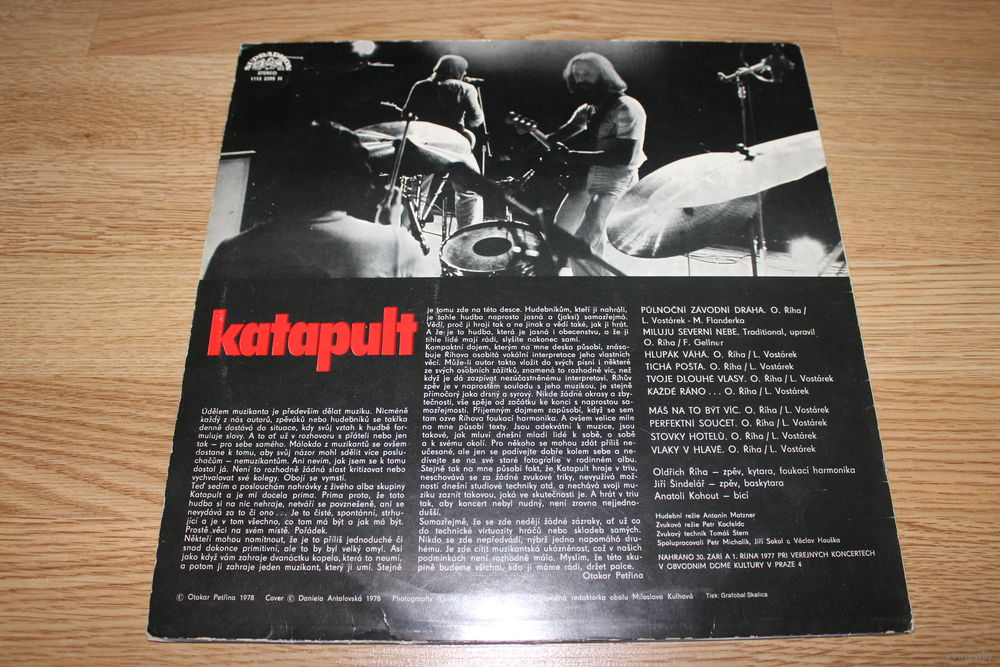 SUPRAPHON
STEREO
1113 2395 H
katapult
Údělem muzikanta je především dělat muziku. Nicméně
každý z nás autorů, zpěváků nebo hudebníků se takřka
denně dostává do situace, kdy svůj vztah k hudbě for-
muluje slovy. A to ať už v rozhovoru s přáteli nebo jen
tak – pro sebe samého. Málokdo z muzikantů se ovšem
dostane k tomu, aby svůj názor mohl sdělit více poslu-
chačům – nemuzikantům. Ani nevím, jak jsem se k tomu
dostal já. Není to rozhodně žádná slast kritizovat nebo
vychvalovat své kolegy. Obojí se vymstí.
Teď sedím a poslouchám nahrávky z živého alba skupiny
Katapult a je mi docela prima. Prima proto, že tato
hudba si na nic nehraje, netváří se povzneseně, ani se
nevydává za či ono... Je to čisté, spontánní, strhu-
jící a je v tom všechno, co tam má být a jak má být.
Prostě věci na svém místě. Pořádek.
Někteří mohou namítnout, že je to příliš jednoduché či
snad dokonce primitivní, ale to by byl velký omyl. Asi
jako když vám zahraje dvanáctku kapela, která to neumí,
a potom ji zahraje jeden muzikant, který ji umí. Stejně
je tomu zde na této desce. Hudebníkům, kteří ji nahráli,
je tahle hudba naprosto jasná a (jaksi) samozřejmá.
Vědí, proč ji hrají tak a ne jinak a vědí také, jak ji hrát.
A že je to hudba, která je jasná i obecenstvu, a že ji
tihle lidé mají rádi, slyšíte nakonec sami.
Kompaktní dojem, kterým na mne deska působí, znáso-
buje Říhova osobitá vokální interpretace jeho vlastních
věcí. Může-li autor takto vložit do svých písní i některé
ze svých osobních zážitků, znamená to rozhodně víc, než
když je dá zazpívat nezúčastněnému interpretovi. Říhův
zpěv je v naprostém souladu s jeho muzikou, je stejně
přímočarý jako drsný a syrový. Nikde žádné okrasy a zby-
tečnosti, vše spěje od začátku ke konci s naprostou sa-
mozřejmostí. Příjemným dojmem zapůsobí, když se sem
tam ozve Říhova foukací harmonika. A ovšem velice mile
na mne působí texty. Jsou adekvátní k muzice, jsou
takové, jak mluví dnešní mladí lidé k sobě, o sobě
a k svému okolí. Pro někoho se mohou zdát příliš ne-
učesané, ale jen se podívejte dobře kolem sebe a ne-
dívejte se na své staré fotografie v rodinném albu.
Stejně tak na mne působí fakt, že Katapult hraje v triu,
neschovává se za žádné zvukové triky, nevyužívá mož-
ností dnešní studiové techniky atd. a nechává svoji mu-
ziku zaznít takovou, jaká ve skutečnosti je. A hrát v triu
tak, aby koncert nebyl nudný, není zrovna nejjedno-
dušší.
Samozřejmě, že se zde nedějí žádné zázraky, ať už co
do technické virtuozity hráčů nebo skladeb samých.
Nikdo se zde nepředvádí, nýbrž jedno napomáhá dru-
hému. Je zde cítit muzikantská ukázněnost, což v našich
podmínkách není rozhodně málo. Myslím, že této sku-
pině budeme všichni, kdo ji máme rádi, držet palce.
Otakar Petřina
PŮLNOČNÍ ZÁVODNÍ DRÁHA. O. Říha /
L. Vostárek - M. Flanderka
MILUJU SEVERNÍ NEBE. Traditional, upravil
O. Říha / F. Gellner
HLUPÁK VÁHÁ. O. Říha / L. Vostárek
TICHÁ POŠTA. O. Říha / L. Vostárek
TVOJE DLOUHÉ VLASY. O. Říha / L. Vostárek
KAŽDÉ RÁNO... O. Říha / L. Vostárek
MÁŠ NA TO BÝT VÍC. O. Říha / L. Vostárek
PERFEKTNÍ SOUČET. O. Říha / L. Vostárek
STOVKY HOTELŮ. O. Říha / L. Vostárek
VLAKY V HLAVĚ. O. Říha / L. Vostárek
Oldřich Říha – zpěv, kytara, foukací harmonika
Jiří Šindelář – zpěv, baskytara
Anatoli Kohout – bicí
Hudební režie Antonín Matzner
Zvuková režie Petr Kocfelda
Zvukový technik Tomáš Stern
Spolupracovali Petr Michalík, Jiří Sokol a Václav Houška
NAHRÁNO 30. ZÁŘÍ A 1. ŘÍJNA 1977 PŘI VEŘEJNÝCH KONCERTECH
V OBVODNÍM DOMĚ KULTURY V PRAZE 4
© Otakar Petřina 1978 Cover © Daniela Antalovská 1978 Photography © redaktorka obalu Miloslava Kulhavá Tisk: Grafobal Skalica